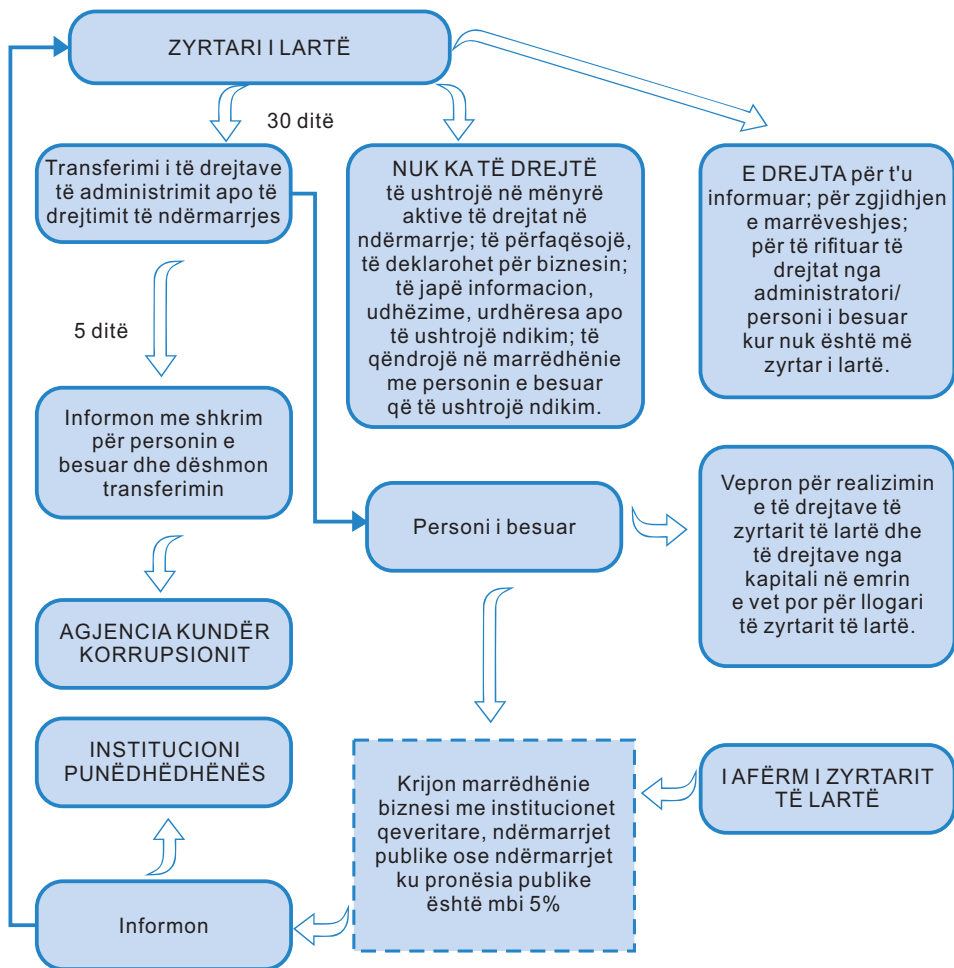 ZYRTARI I LARTË
30 ditë
Transferimi i të drejtave
të administrimit apo të
drejtimit të ndërmarrjes
NUK KA TË DREJTË
të ushtrojë në mënyrë
aktive të drejtat në
ndërmarrje; të përfaqësojë,
të deklarohet për biznesin;
të japë informacion,
udhëzime, urdhëresa apo
të ushtrojë ndikim; të
qëndrojë në marrëdhënie
me personin e besuar
që të ushtrojë ndikim.
E DREJTA për t'u
informuar; për zgjidhjen
e marrëveshjes;
për të rifituar të
drejtat nga
administratori/
personi i besuar
kur nuk është më
zyrtar i lartë.
5 ditë
Informon me shkrim
për personin e
besuar dhe dëshmon
transferimin
Personi i besuar
Vepron për realizimin
e të drejtave të
zyrtarit të lartë dhe
të drejtave nga
kapitali në emrin
e vet por për llogari
të zyrtarit të lartë.
AGJENCIA KUNDËR
KORRUPSIONIT
INSTITUCIONI
PUNËDHËDHËNËS
Krijon marrëdhënie
biznesi me institucionet
qeveritare, ndërmarrjet
publike ose ndërmarrjet
ku pronësia publike
është mbi 5%
I AFËRM I ZYRTARIT
TË LARTË
Informon